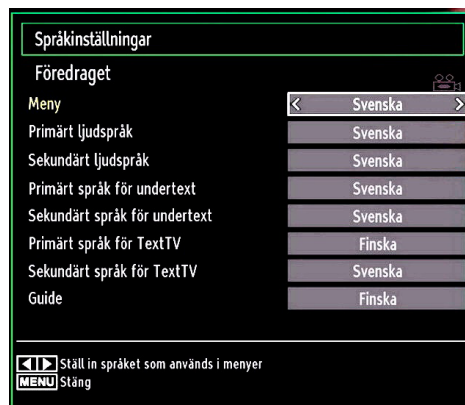 Språkinställningar
Föredraget
Meny < Svenska >
Primärt ljudspråk Svenska
Sekundärt ljudspråk Svenska
Primärt språk för undertext Svenska
Sekundärt språk för undertext Svenska
Primärt språk för TextTV Finska
Sekundärt språk för TextTV Svenska
Guide Finska
Ställ in språket som används i menyer
MENU Stäng